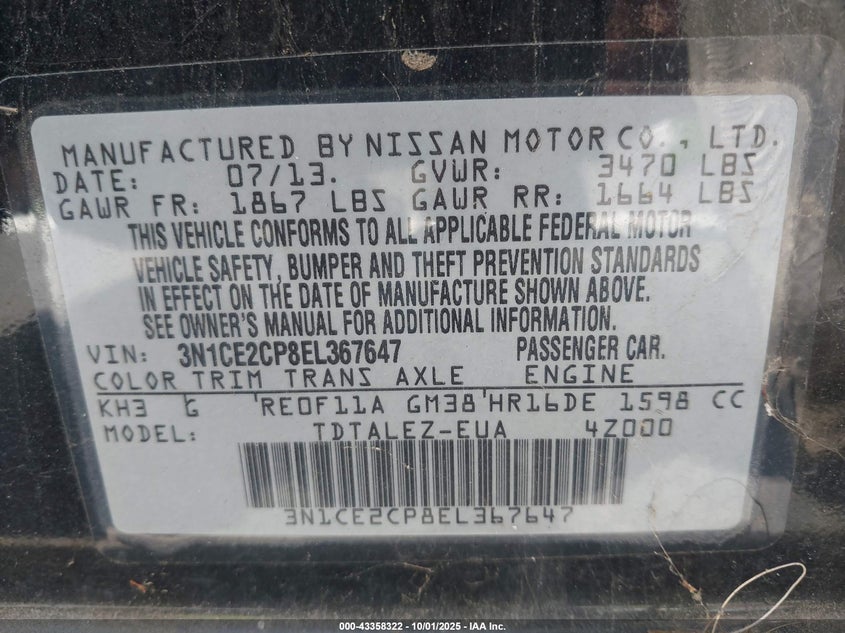 MANUFACTURED BY NISSAN MOTOR CO., LTD.
DATE: 07/13. GVWR: 3470 LBS
GAWR FR: 1867 LBS GAWR RR: 1664 LBS
THIS VEHICLE CONFORMS TO ALL APPLICABLE FEDERAL MOTOR
VEHICLE SAFETY, BUMPER AND THEFT PREVENTION STANDARDS
IN EFFECT ON THE DATE OF MANUFACTURE SHOWN ABOVE.
SEE OWNER'S MANUAL FOR ADDITIONAL INFORMATION.
VIN: 3N1CE2CP8EL367647 PASSENGER CAR.
COLOR TRIM TRANS AXLE ENGINE
KH3 G RE0F11A GM38 HR16DE 1598 CC
MODEL: TDTALEZ-EUA 4Z000
3N1CE2CP8EL367647
000-43358322 | 10/01/2025 - IAA Inc.